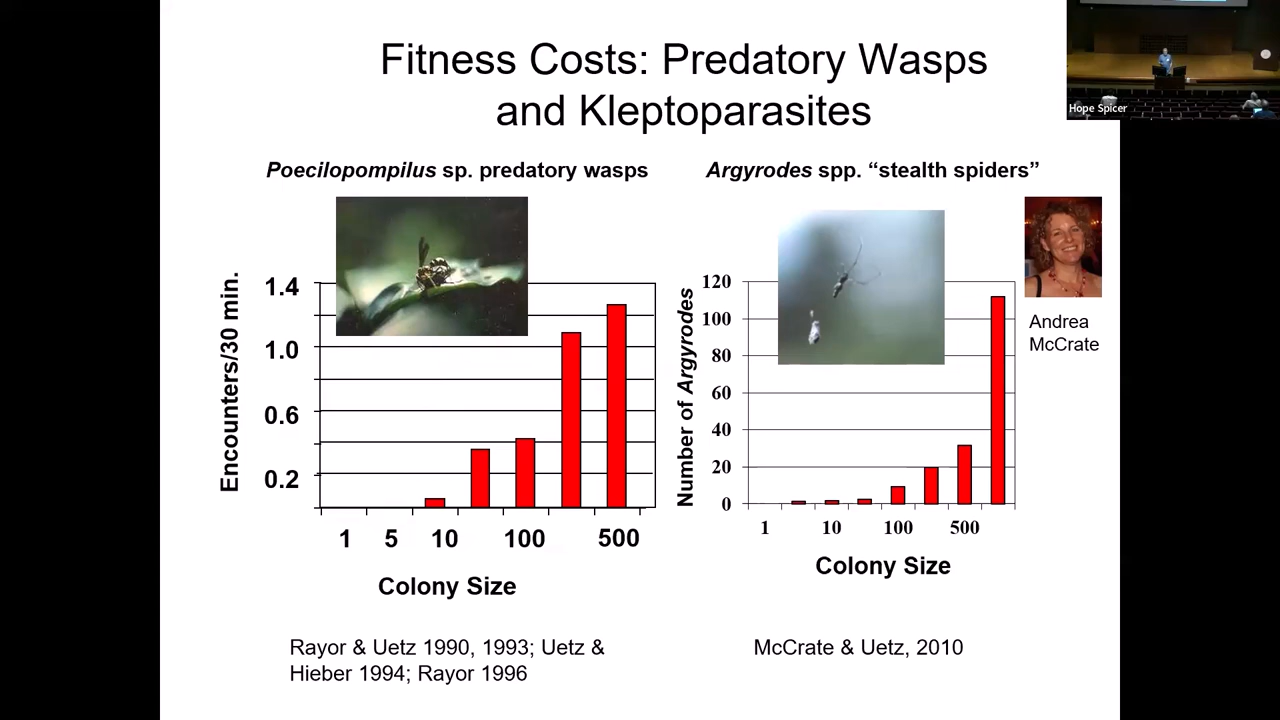 Fitness Costs: Predatory Wasps
and Kleptoparasites
Hope Spicer
Poecilopompilus sp. predatory wasps
Argyrodes spp. “stealth spiders”
Andrea
McCrate
Encounters/30 min.
1.4
1.0
0.6
0.2
1 5 10 100 500
Colony Size
Number of Argyrodes
120
100
80
60
40
20
0
1 10 100 500
Colony Size
Rayor & Uetz 1990, 1993; Uetz &
Hieber 1994; Rayor 1996
McCrate & Uetz, 2010